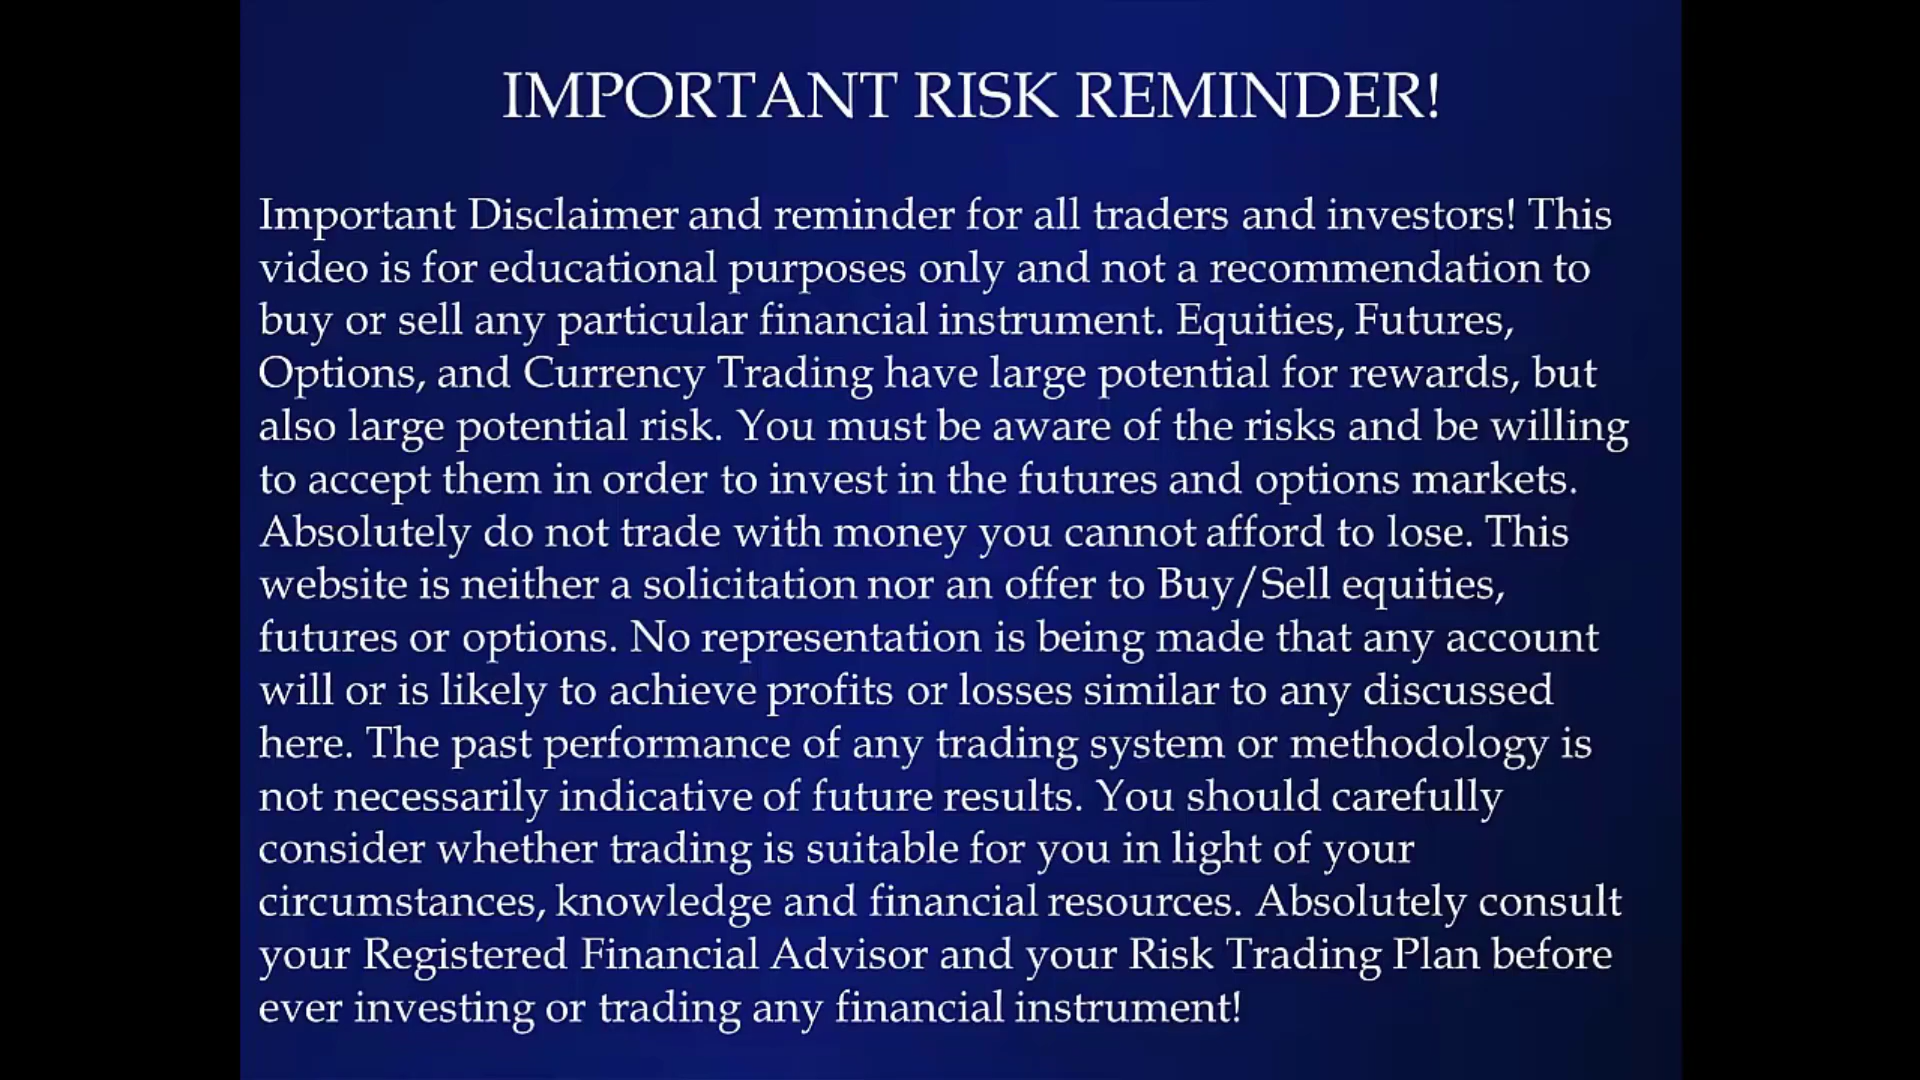 IMPORTANT RISK REMINDER!
Important Disclaimer and reminder for all traders and investors! This
video is for educational purposes only and not a recommendation to
buy or sell any particular financial instrument. Equities, Futures,
Options, and Currency Trading have large potential for rewards, but
also large potential risk. You must be aware of the risks and be willing
to accept them in order to invest in the futures and options markets.
Absolutely do not trade with money you cannot afford to lose. This
website is neither a solicitation nor an offer to Buy/Sell equities,
futures or options. No representation is being made that any account
will or is likely to achieve profits or losses similar to any discussed
here. The past performance of any trading system or methodology is
not necessarily indicative of future results. You should carefully
consider whether trading is suitable for you in light of your
circumstances, knowledge and financial resources. Absolutely consult
your Registered Financial Advisor and your Risk Trading Plan before
ever investing or trading any financial instrument!